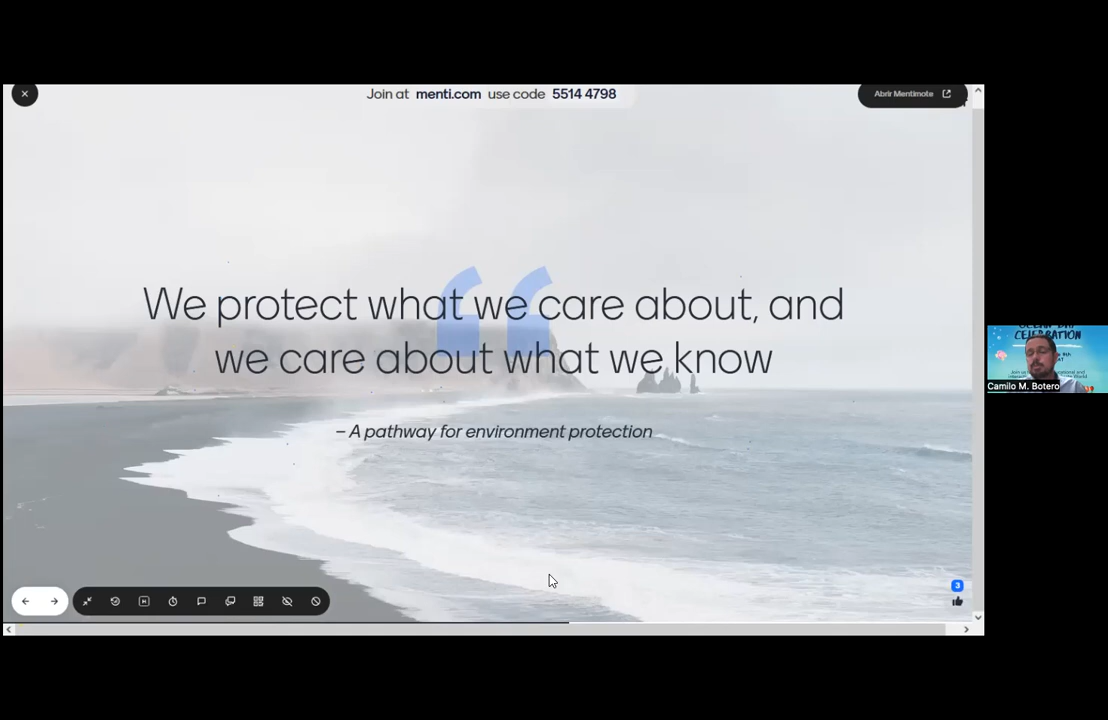 Join at menti.com use code 5514 4798
Abrir Mentimote
We protect what we care about, and
we care about what we know
– A pathway for environment protection
CELEBRATION
Camilo M. Botero
3